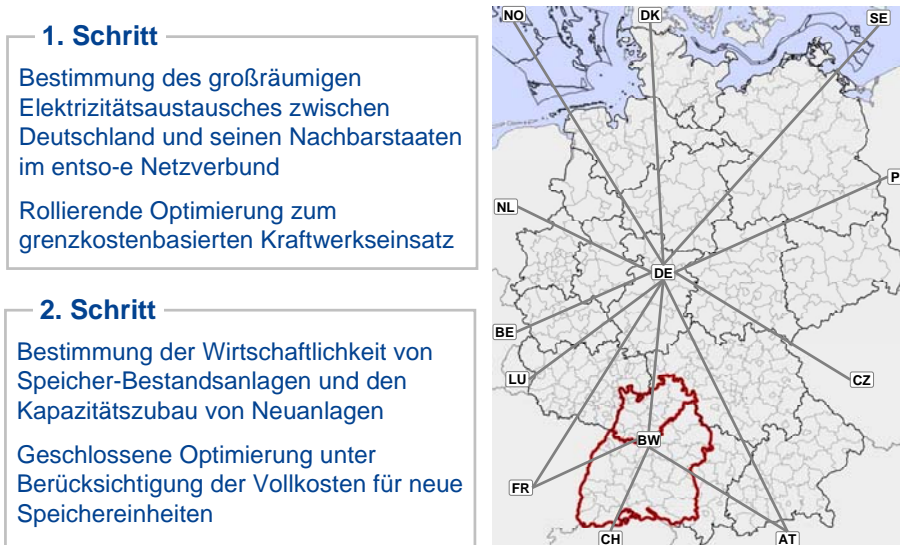 1. Schritt
Bestimmung des großräumigen
Elektrizitätsaustausches zwischen
Deutschland und seinen Nachbarstaaten
im entso-e Netzverbund
Rollierende Optimierung zum
grenzkostenbasierten Kraftwerkseinsatz
2. Schritt
Bestimmung der Wirtschaftlichkeit von
Speicher-Bestandsanlagen und den
Kapazitätszubau von Neuanlagen
Geschlossene Optimierung unter
Berücksichtigung der Vollkosten für neue
Speichereinheiten
NO
DK
SE
P
NL
DE
BE
LU
CZ
BW
FR
CH
AT